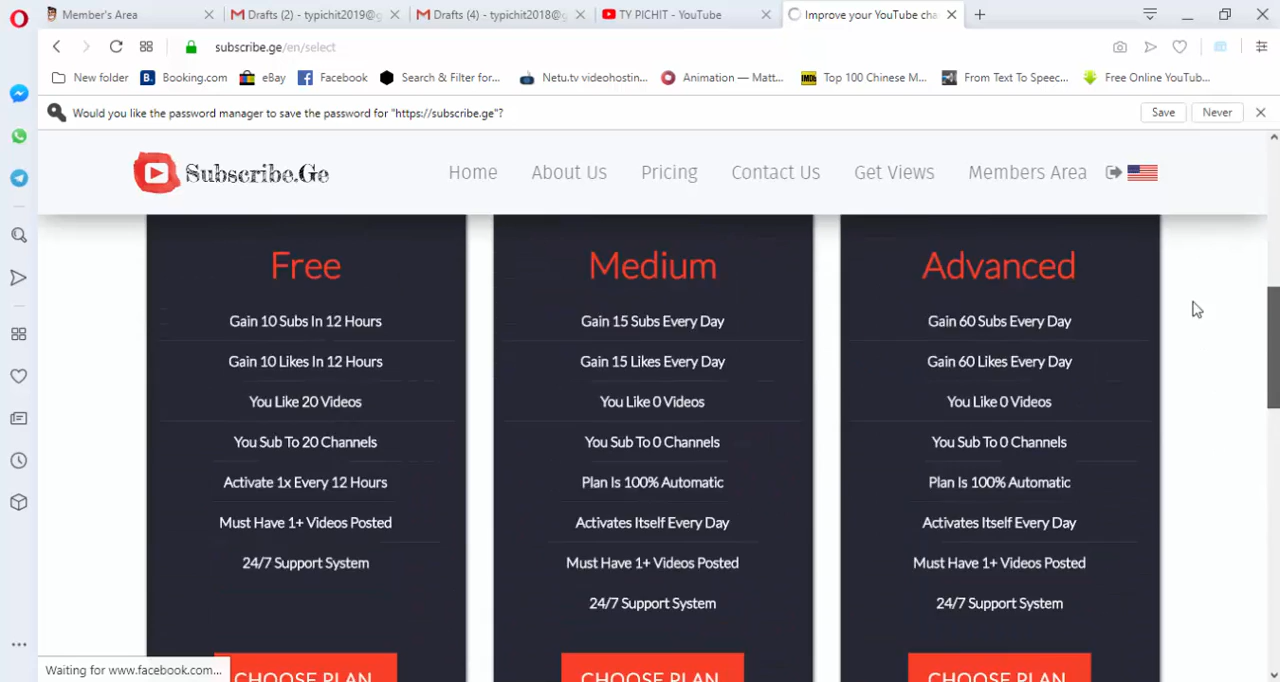 Member's Area
Drafts (2) - typichit2019@g
Drafts (4) - typichit2018@g
TY PICHIT - YouTube
Improve your YouTube cha
subscribe.ge/en/select
New folder
B. Booking.com
eBay
Facebook
Search & Filter for...
Netu.tv videohostin...
Animation — Matt...
IMDb Top 100 Chinese M...
From Text To Speec...
Free Online YouTub...
Would you like the password manager to save the password for "https://subscribe.ge"?
Save
Never
Subscribe.Ge
Home
About Us
Pricing
Contact Us
Get Views
Members Area
Free
Gain 10 Subs In 12 Hours
Gain 10 Likes In 12 Hours
You Like 20 Videos
You Sub To 20 Channels
Activate 1x Every 12 Hours
Must Have 1+ Videos Posted
24/7 Support System
CHOOSE PLAN
Medium
Gain 15 Subs Every Day
Gain 15 Likes Every Day
You Like 0 Videos
You Sub To 0 Channels
Plan Is 100% Automatic
Activates Itself Every Day
Must Have 1+ Videos Posted
24/7 Support System
CHOOSE PLAN
Advanced
Gain 60 Subs Every Day
Gain 60 Likes Every Day
You Like 0 Videos
You Sub To 0 Channels
Plan Is 100% Automatic
Activates Itself Every Day
Must Have 1+ Videos Posted
24/7 Support System
CHOOSE PLAN
Waiting for www.facebook.com...